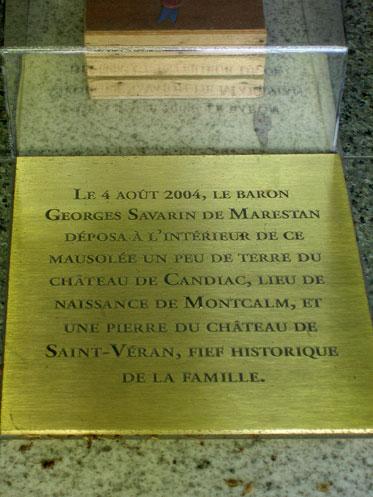 Le 4 août 2004, le baron
Georges Savarin de Marestan
déposa à l'intérieur de ce
mausolée un peu de terre du
château de Candiac, lieu de
naissance de Montcalm, et
une pierre du château de
Saint-Véran, fief historique
de la famille.